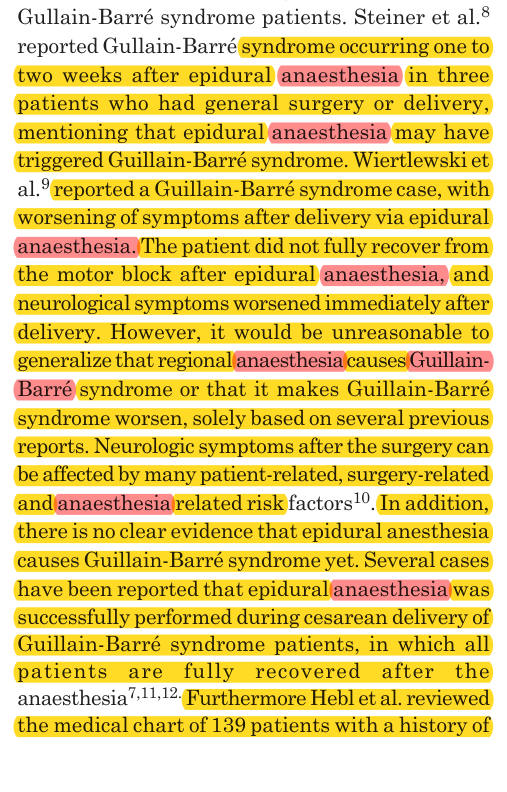 Gullain-Barré syndrome patients. Steiner et al.⁸
reported Gullain-Barré syndrome occurring one to
two weeks after epidural anaesthesia in three
patients who had general surgery or delivery,
mentioning that epidural anaesthesia may have
triggered Guillain-Barré syndrome. Wiertlewski et
al.⁹ reported a Guillain-Barré syndrome case, with
worsening of symptoms after delivery via epidural
anaesthesia. The patient did not fully recover from
the motor block after epidural anaesthesia, and
neurological symptoms worsened immediately after
delivery. However, it would be unreasonable to
generalize that regional anaesthesia causes Guillain-
Barré syndrome or that it makes Guillain-Barré
syndrome worsen, solely based on several previous
reports. Neurologic symptoms after the surgery can
be affected by many patient-related, surgery-related
and anaesthesia related risk factors¹⁰. In addition,
there is no clear evidence that epidural anesthesia
causes Guillain-Barré syndrome yet. Several cases
have been reported that epidural anaesthesia was
successfully performed during cesarean delivery of
Guillain-Barré syndrome patients, in which all
patients are fully recovered after the
anaesthesia⁷,¹¹,¹². Furthermore Hebl et al. reviewed
the medical chart of 139 patients with a history of